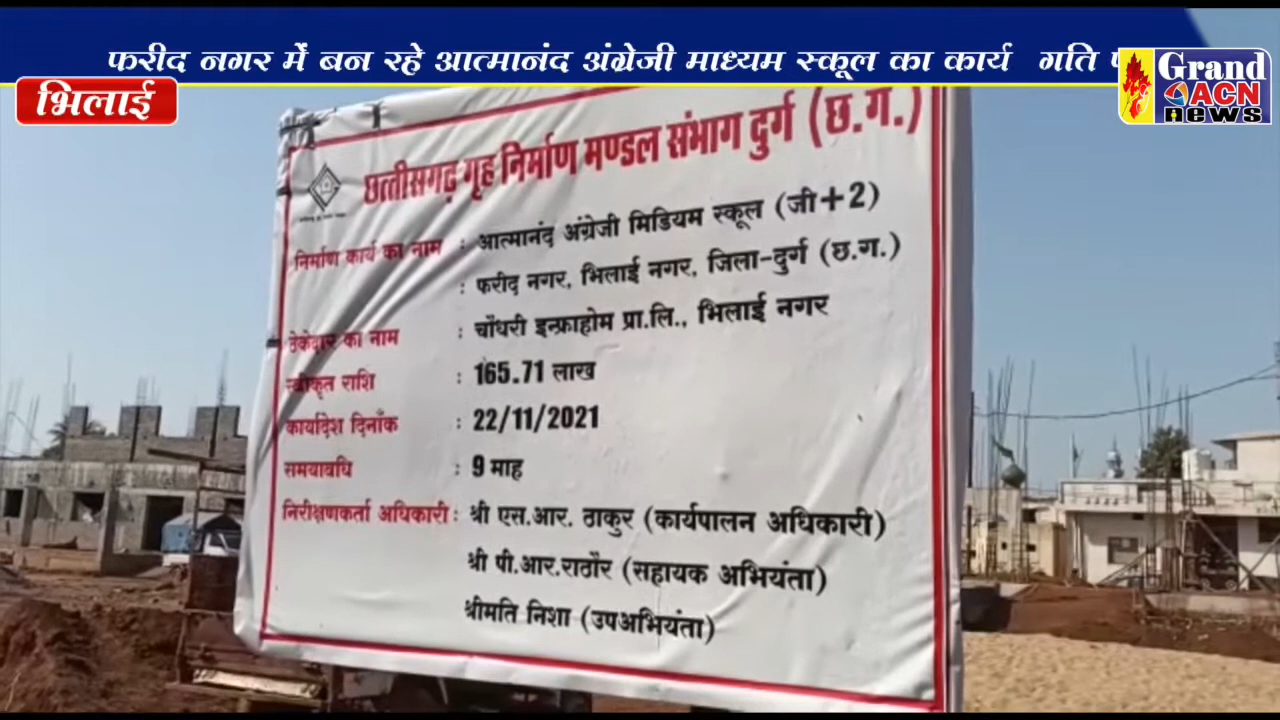 फरीद नगर में बन रहे आत्मानंद अंग्रेजी माध्यम स्कूल का कार्य गति
भिलाई
Grand
ACN
news
छत्तीसगढ़ गृह निर्माण मण्डल संभाग दुर्ग (छ.ग.)
निर्माण कार्य का नाम : आत्मानंद अंग्रेजी मिडियम स्कूल (जी+2)
: फरीद नगर, भिलाई नगर, जिला-दुर्ग (छ.ग.)
ठेकेदार का नाम : चौधरी इन्फ्राहोम प्रा.लि., भिलाई नगर
स्वीकृत राशि : 165.71 लाख
कार्यादेश दिनाँक : 22/11/2021
समयावधि : 9 माह
निरीक्षणकर्ता अधिकारी : श्री एस.आर. ठाकुर (कार्यपालन अधिकारी)
श्री पी.आर.राठौर (सहायक अभियंता)
श्रीमति निशा (उपअभियंता)